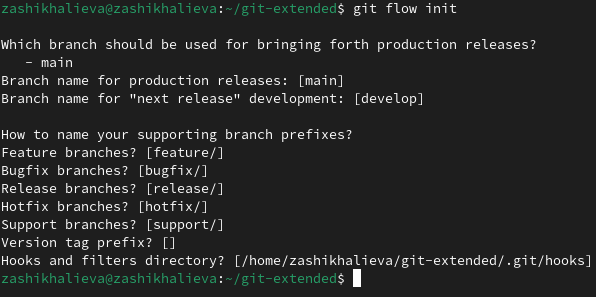 zashikhalieva@zashikhalieva:~/git-extended$ git flow init

Which branch should be used for bringing forth production releases?
   - main
Branch name for production releases: [main]
Branch name for "next release" development: [develop]

How to name your supporting branch prefixes?
Feature branches? [feature/]
Bugfix branches? [bugfix/]
Release branches? [release/]
Hotfix branches? [hotfix/]
Support branches? [support/]
Version tag prefix? []
Hooks and filters directory? [/home/zashikhalieva/git-extended/.git/hooks]
zashikhalieva@zashikhalieva:~/git-extended$